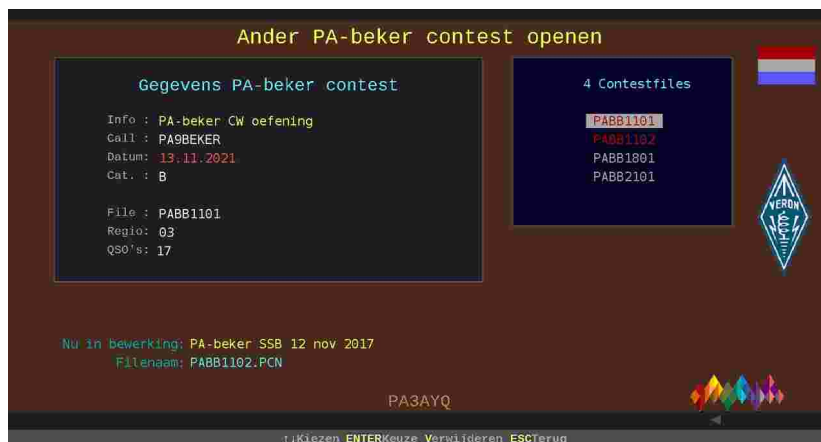 Ander PA-beker contest openen
Gegevens PA-beker contest
Info : PA-beker CW oefening
Call : PA9BEKER
Datum: 13.11.2021
Cat. : B
File : PABB1101
Regio: 03
QSO's: 17
4 Contestfiles
PABB1101
PABB1102
PABB1801
PABB2101
VERON
Nu in bewerking: PA-beker SSB 12 nov 2017
Filenaam: PABB1102.PCN
PA3AYQ
↑↓Kiezen ENTERKeuze Verwijderen ESCTerug